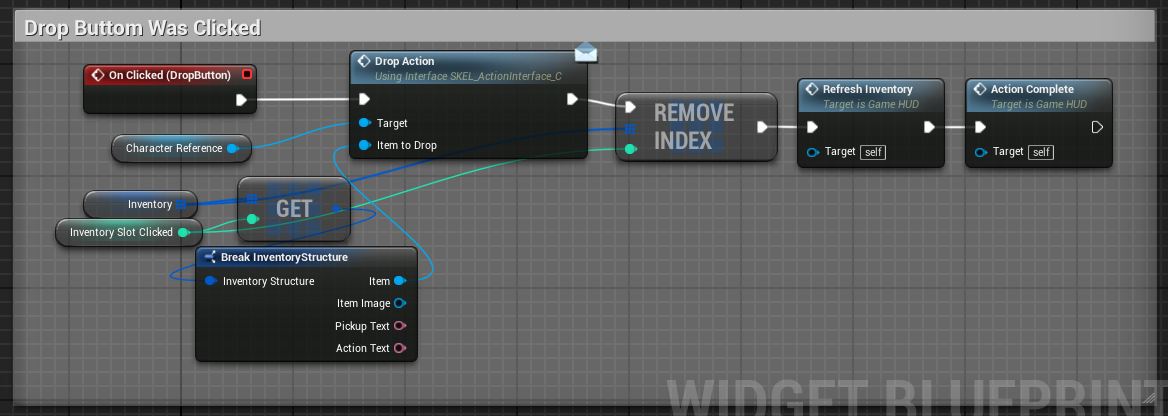 Drop Buttom Was Clicked
On Clicked (DropButton)
Drop Action
Using Interface SKEL_ActionInterface_C
Target
Item to Drop
Character Reference
REMOVE
INDEX
Refresh Inventory
Target is Game HUD
Target self
Action Complete
Target is Game HUD
Target self
Inventory
Inventory Slot Clicked
GET
Break InventoryStructure
Inventory Structure
Item
Item Image
Pickup Text
Action Text
WIDGET BLUEPRINT